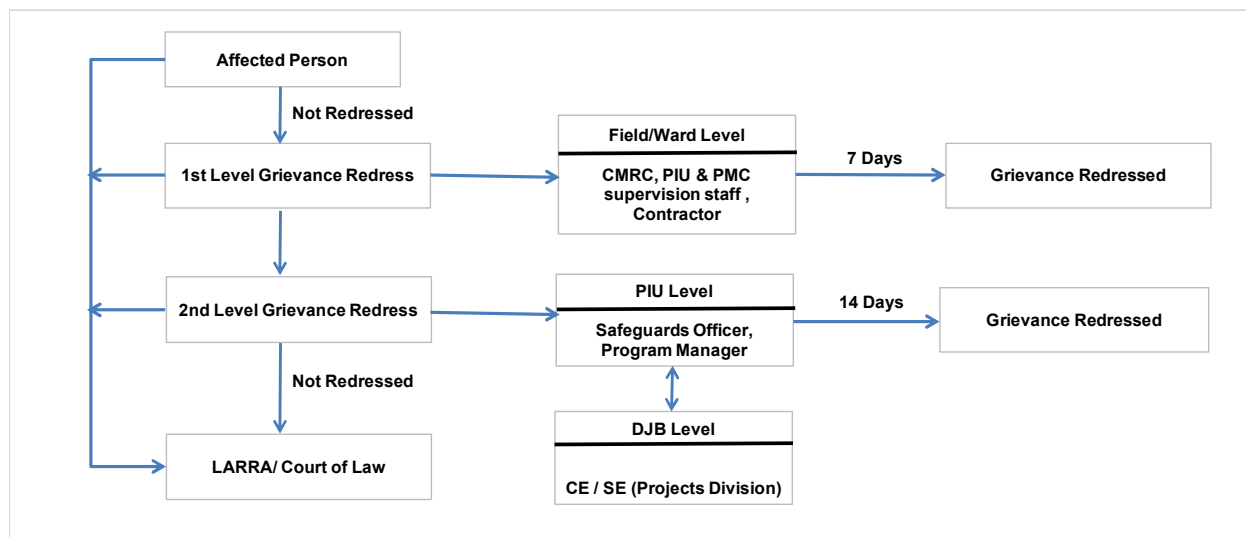 Affected Person
Not Redressed
Field/Ward Level
1st Level Grievance Redress
CMRC, PIU & PMC
supervision staff ,
Contractor
7 Days
Grievance Redressed
2nd Level Grievance Redress
PIU Level
Safeguards Officer,
Program Manager
14 Days
Grievance Redressed
Not Redressed
DJB Level
LARRA/ Court of Law
CE / SE (Projects Division)